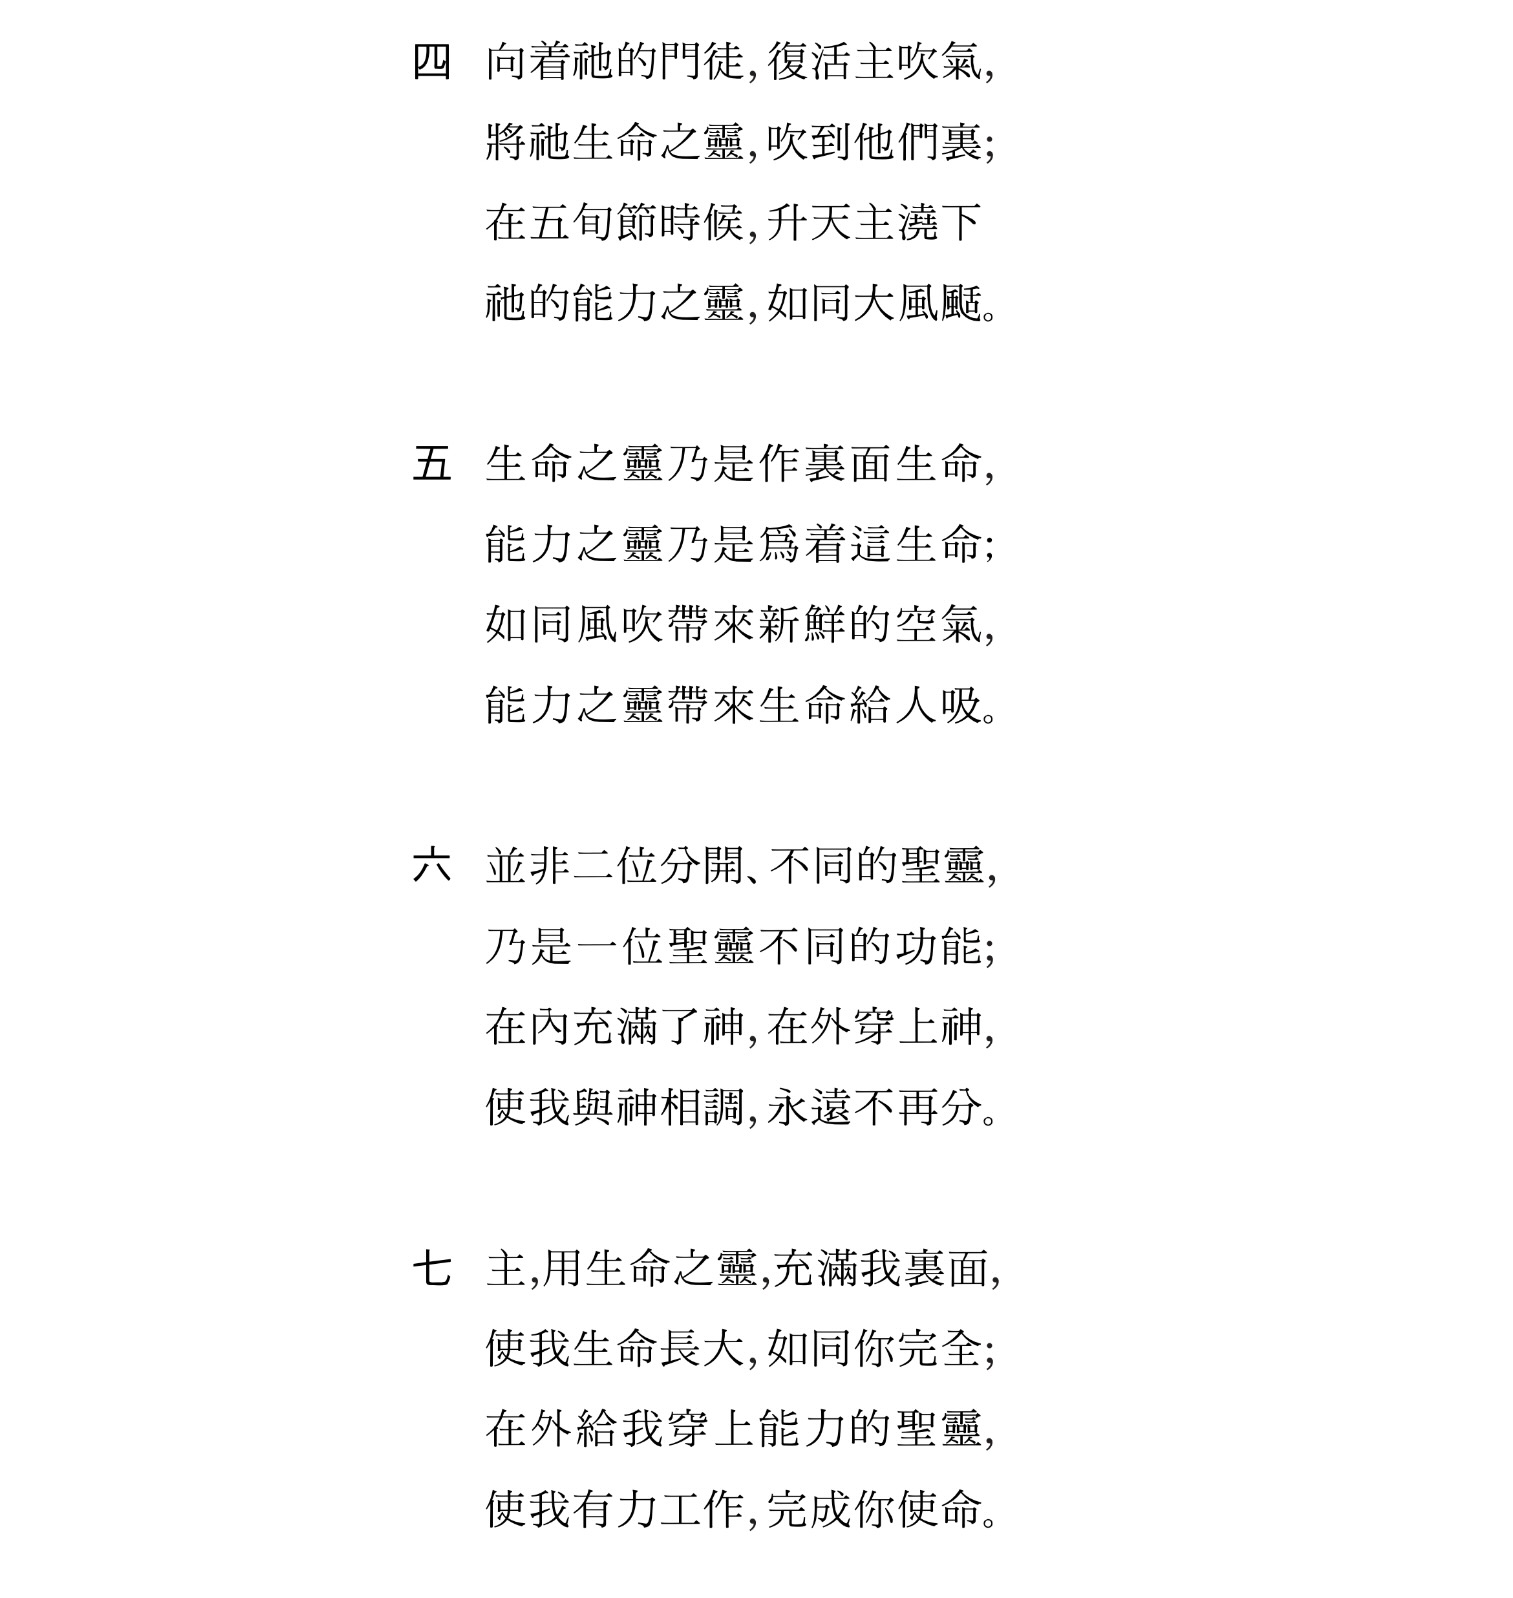 四 向着祂的門徒,復活主吹氣,
將祂生命之靈,吹到他們裏;
在五旬節時候,升天主澆下
祂的能力之靈,如同大風颳。
五 生命之靈乃是作裏面生命,
能力之靈乃是爲着這生命;
如同風吹帶來新鮮的空氣,
能力之靈帶來生命給人吸。
六 並非二位分開、不同的聖靈,
乃是一位聖靈不同的功能;
在內充滿了神,在外穿上神,
使我與神相調,永遠不再分。
七 主,用生命之靈,充滿我裏面,
使我生命長大,如同你完全;
在外給我穿上能力的聖靈,
使我有力工作,完成你使命。